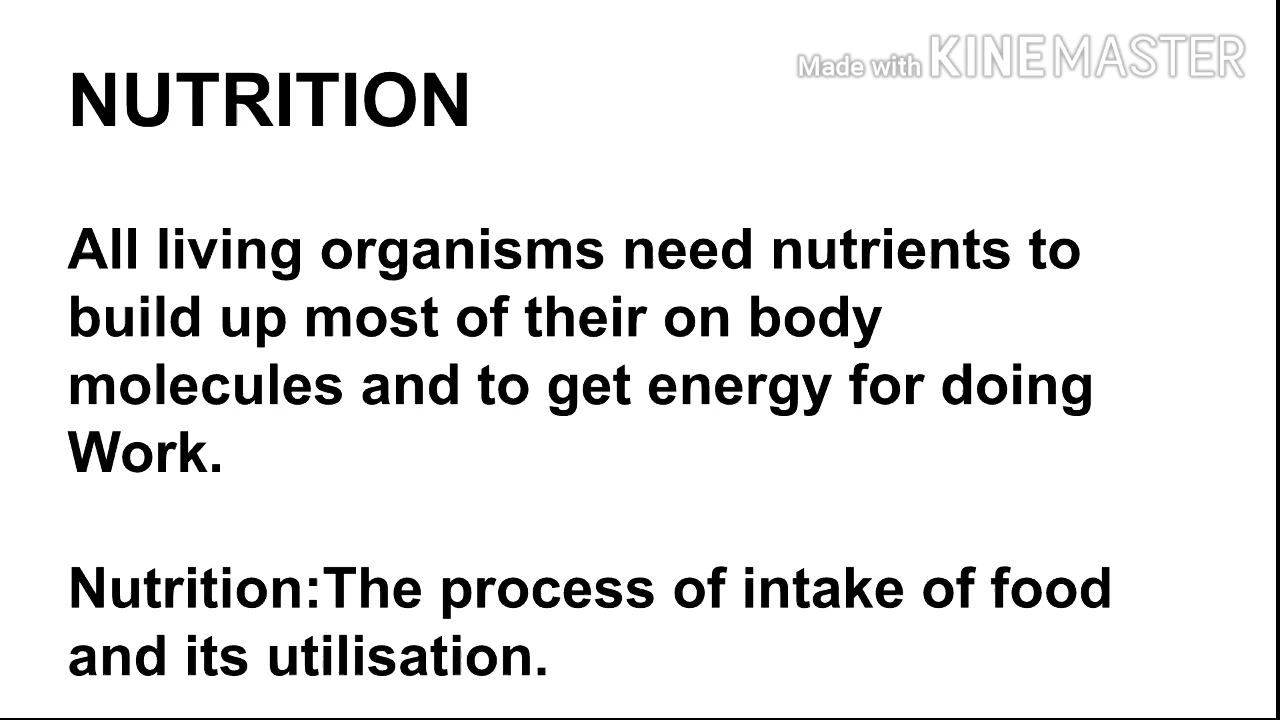 Made with KINEMASTER
NUTRITION
All living organisms need nutrients to
build up most of their on body
molecules and to get energy for doing
Work.
Nutrition:The process of intake of food
and its utilisation.